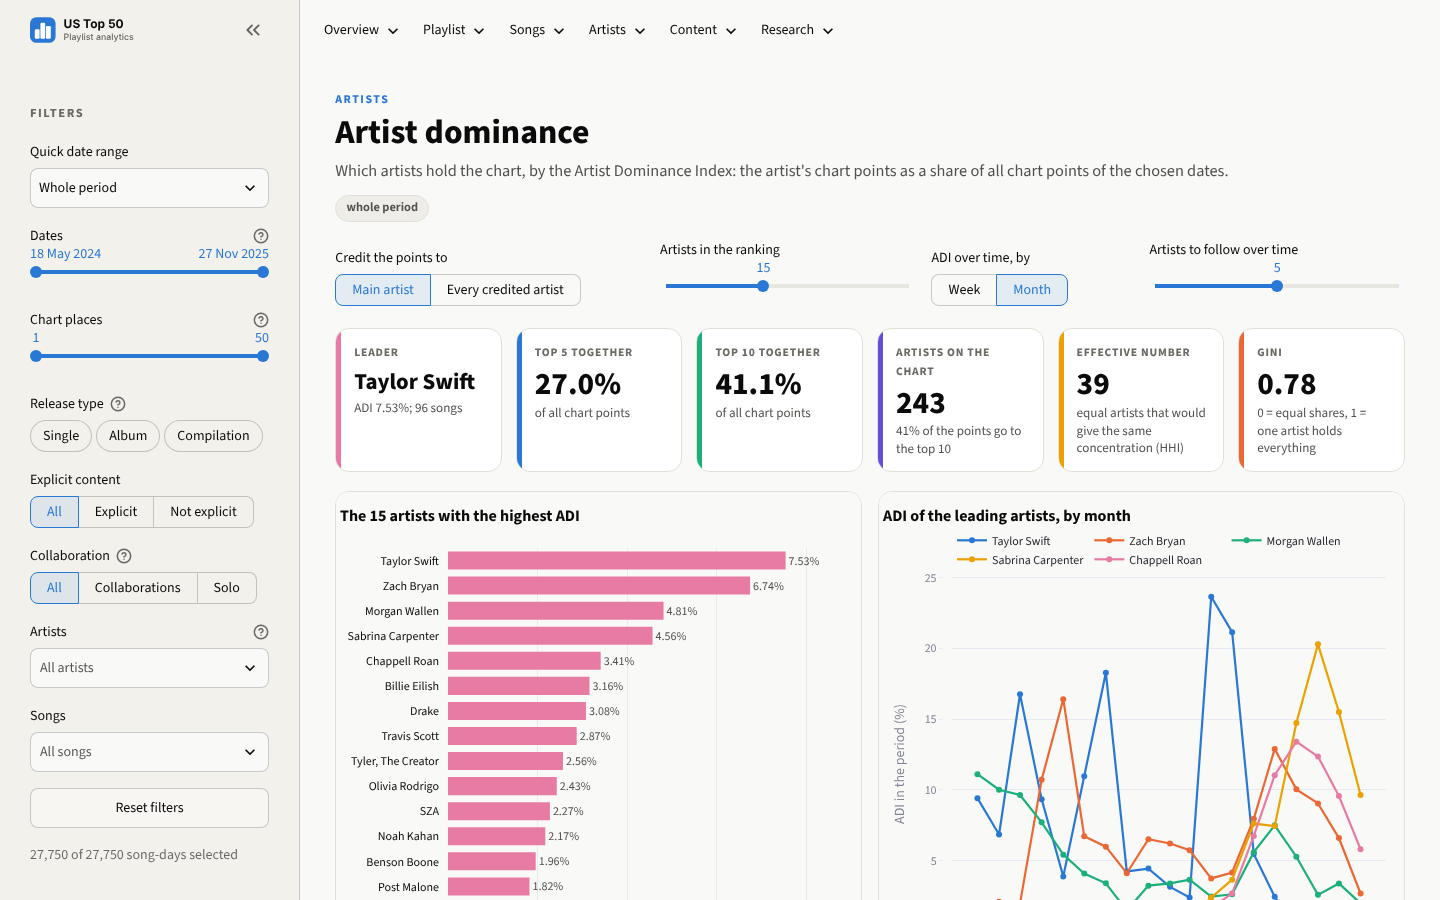 US Top 50
Playlist analytics
FILTERS
Quick date range
Whole period
Dates
18 May 2024 27 Nov 2025
Chart places
1 50
Release type
Single Album Compilation
Explicit content
All Explicit Not explicit
Collaboration
All Collaborations Solo
Artists
All artists
Songs
All songs
Reset filters
27,750 of 27,750 song-days selected
Overview Playlist Songs Artists Content Research
ARTISTS
Artist dominance
Which artists hold the chart, by the Artist Dominance Index: the artist's chart points as a share of all chart points of the chosen dates.
whole period
Credit the points to
Main artist Every credited artist
Artists in the ranking
15
ADI over time, by
Week Month
Artists to follow over time
5
LEADER
Taylor Swift
ADI 7.53%; 96 songs
TOP 5 TOGETHER
27.0%
of all chart points
TOP 10 TOGETHER
41.1%
of all chart points
ARTISTS ON THE
CHART
243
41% of the points go to
the top 10
EFFECTIVE NUMBER
39
equal artists that would
give the same
concentration (HHI)
GINI
0.78
0 = equal shares, 1 =
one artist holds
everything
The 15 artists with the highest ADI
Taylor Swift 7.53%
Zach Bryan 6.74%
Morgan Wallen 4.81%
Sabrina Carpenter 4.56%
Chappell Roan 3.41%
Billie Eilish 3.16%
Drake 3.08%
Travis Scott 2.87%
Tyler, The Creator 2.56%
Olivia Rodrigo 2.43%
SZA 2.27%
Noah Kahan 2.17%
Benson Boone 1.96%
Post Malone 1.82%
ADI of the leading artists, by month
Taylor Swift Zach Bryan Morgan Wallen
Sabrina Carpenter Chappell Roan
25
20
15
10
5
ADI in the period (%)